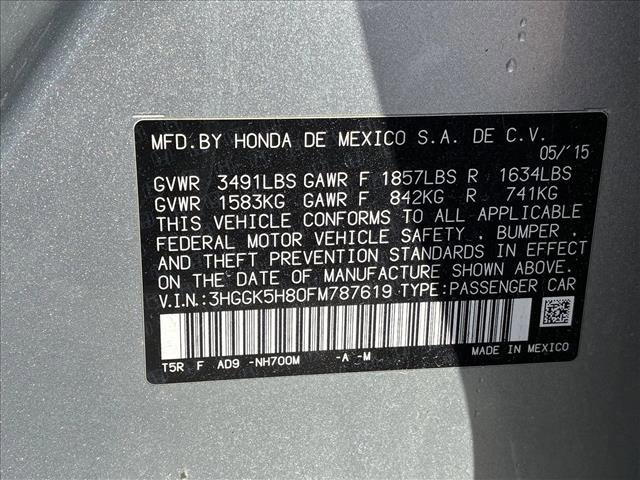 MFD.BY HONDA DE MEXICO S.A. DE C.V.
05/'15
GVWR 3491LBS GAWR F 1857LBS R 1634LBS
GVWR 1583KG GAWR F 842KG R 741KG
THIS VEHICLE CONFORMS TO ALL APPLICABLE
FEDERAL MOTOR VEHICLE SAFETY , BUMPER ,
AND THEFT PREVENTION STANDARDS IN EFFECT
ON THE DATE OF MANUFACTURE SHOWN ABOVE.
V.I.N.:3HGGK5H80FM787619 TYPE:PASSENGER CAR
T5R F AD9 -NH700M -A -M MADE IN MEXICO